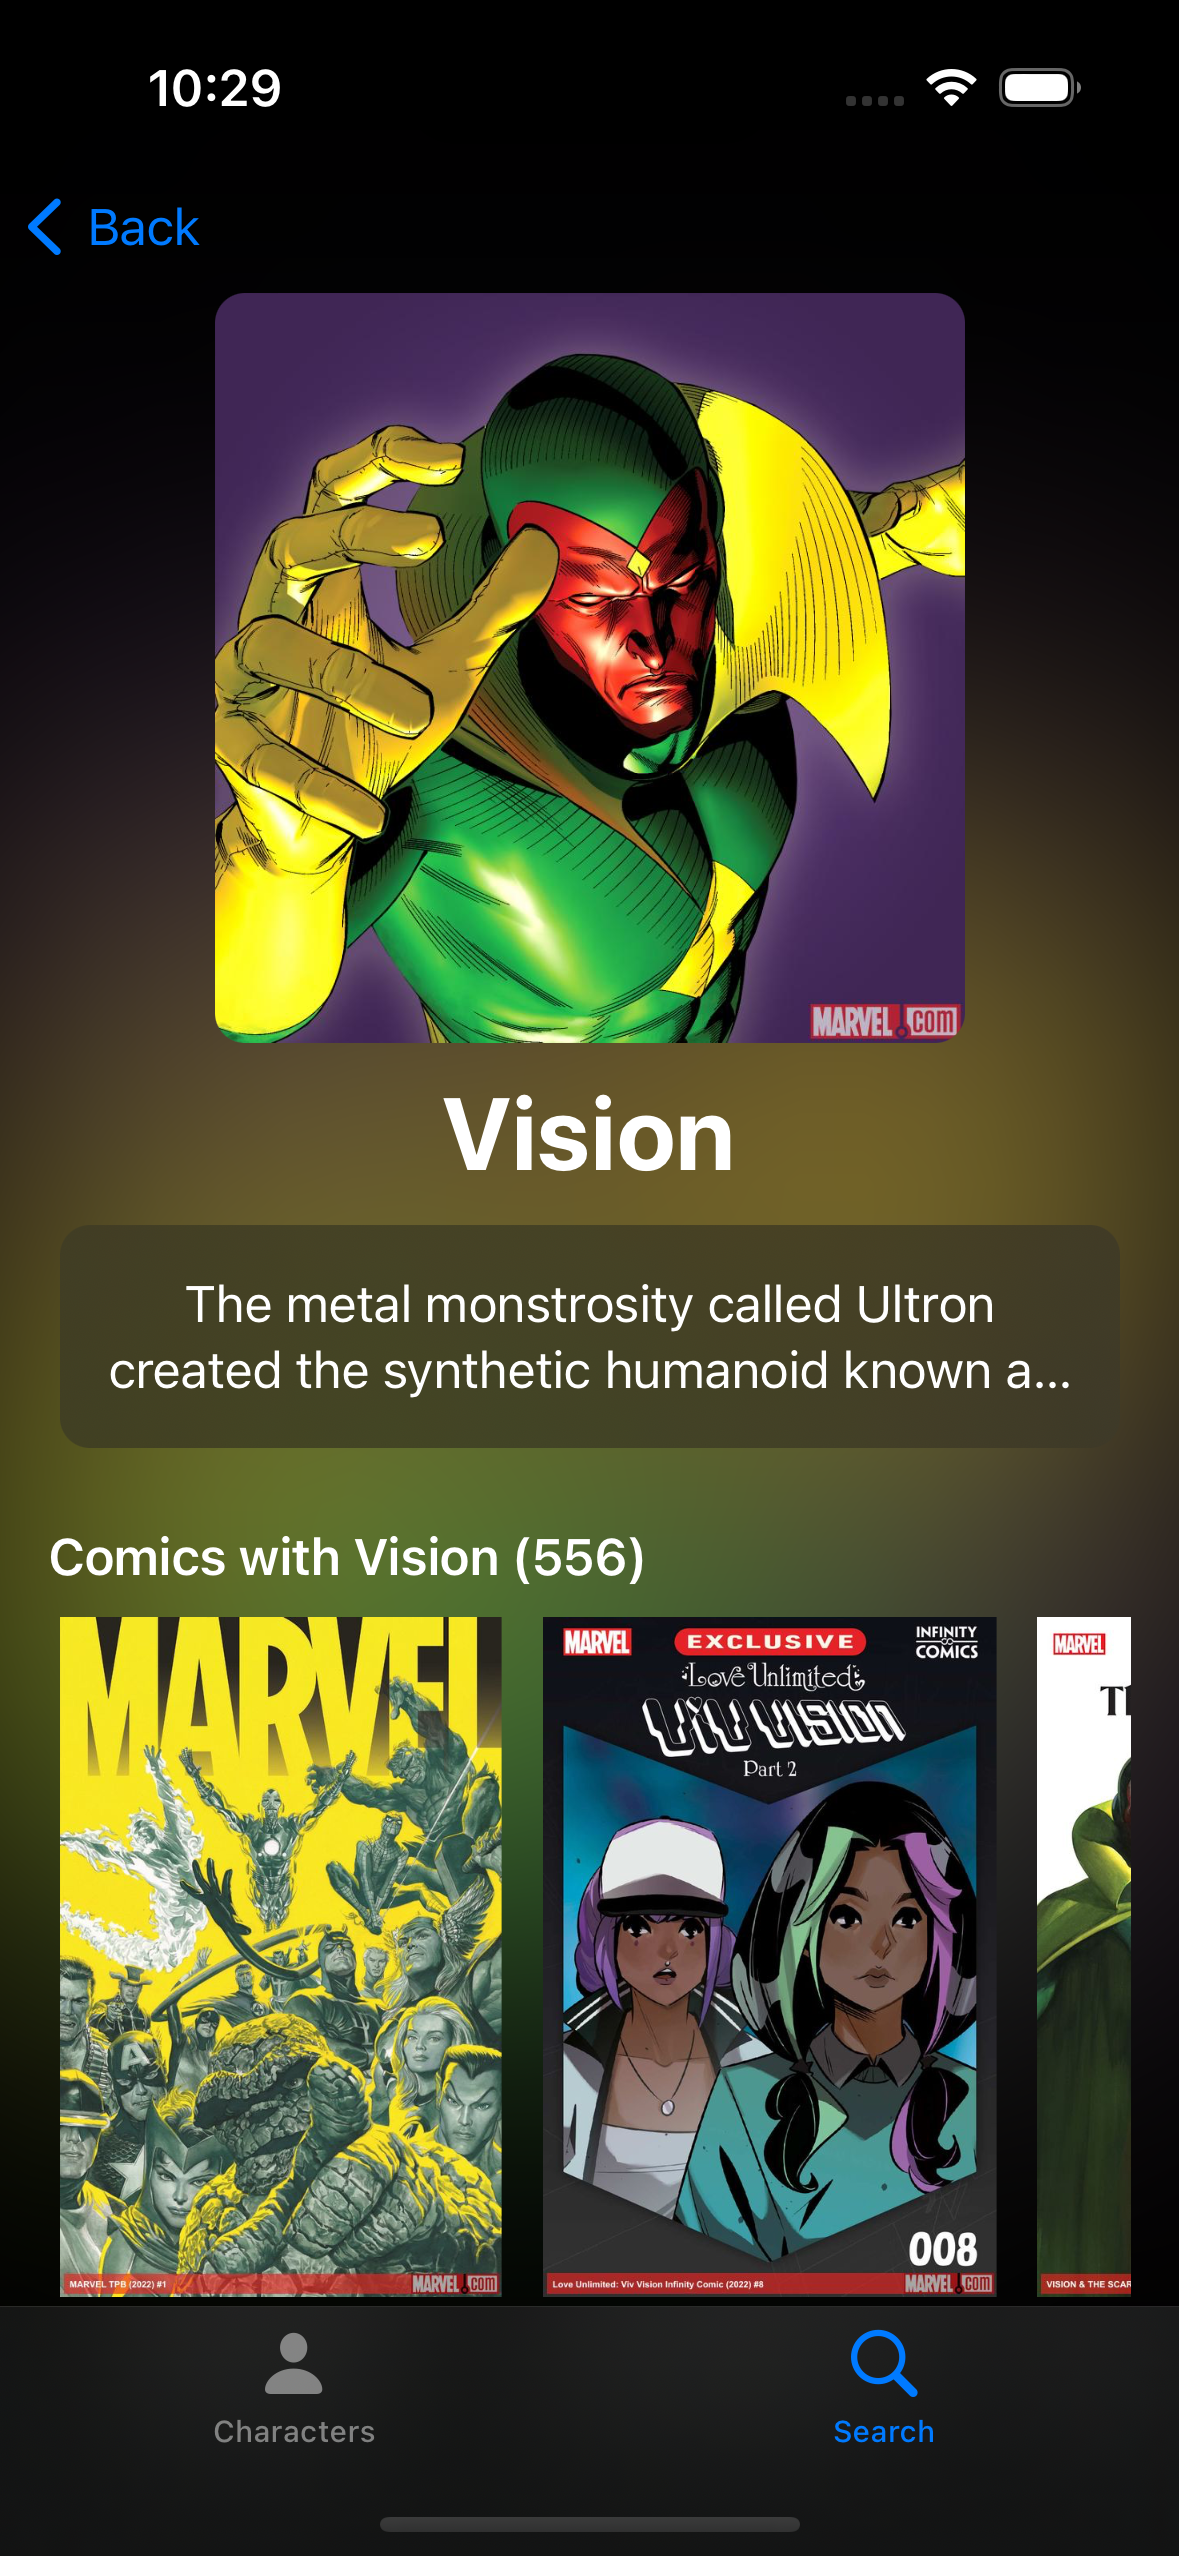 10:29
Back
MARVEL.com
Vision
The metal monstrosity called Ultron
created the synthetic humanoid known a...
Comics with Vision (556)
MARVEL
MARVEL TPB (2022) #1
MARVEL.com
MARVEL
EXCLUSIVE
INFINITY
COMICS
Love Unlimited:
VIV VISION
Part 2
008
Love Unlimited: Viv Vision Infinity Comic (2022) #8
MARVEL.com
MARVEL
VISION & THE SCAR
Characters
Search